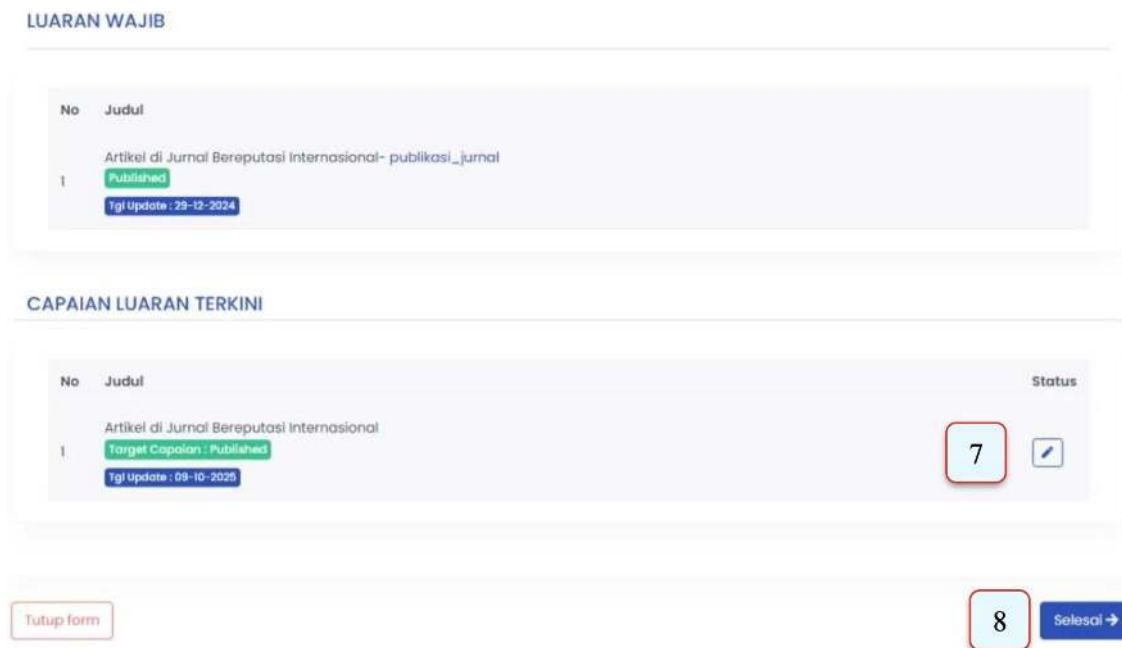 LUARAN WAJIB
No Judul
Artikel di Jurnal Bereputasi Internasional- publikasi_jurnal
1 Published
Tgl Update : 29-12-2024
CAPAIAN LUARAN TERKINI
No Judul Status
Artikel di Jurnal Bereputasi Internasional
1 Target Capaian : Published 7
Tgl Update : 09-10-2025
Tutup form 8 Selesai →